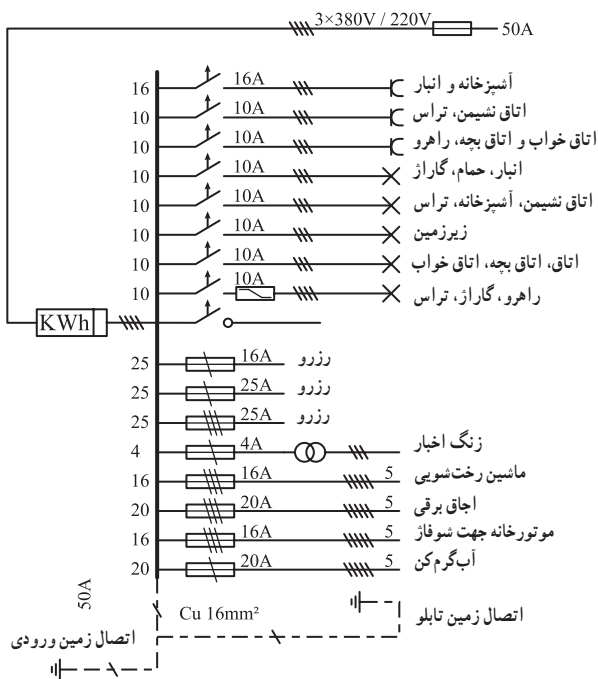 3×380V / 220V 50A
16 16A آشپزخانه و انبار
10 10A اتاق نشیمن، تراس
10 10A اتاق خواب و اتاق بچه، راهرو
10 10A انبار، حمام، گاراژ
10 10A اتاق نشیمن، آشپزخانه، تراس
10 10A زیرزمین
10 10A اتاق، اتاق بچه، اتاق خواب
10 10A راهرو، گاراژ، تراس
KWh
25 16A رزرو
25 25A رزرو
25 25A رزرو
4 4A زنگ اخبار
16 16A 5 ماشین رخت‌شویی
20 20A 5 اجاق برقی
16 16A 5 موتورخانه جهت شوفاژ
20 20A 5 آب‌گرم‌کن
50A
Cu 16mm²
اتصال زمین تابلو
اتصال زمین ورودی